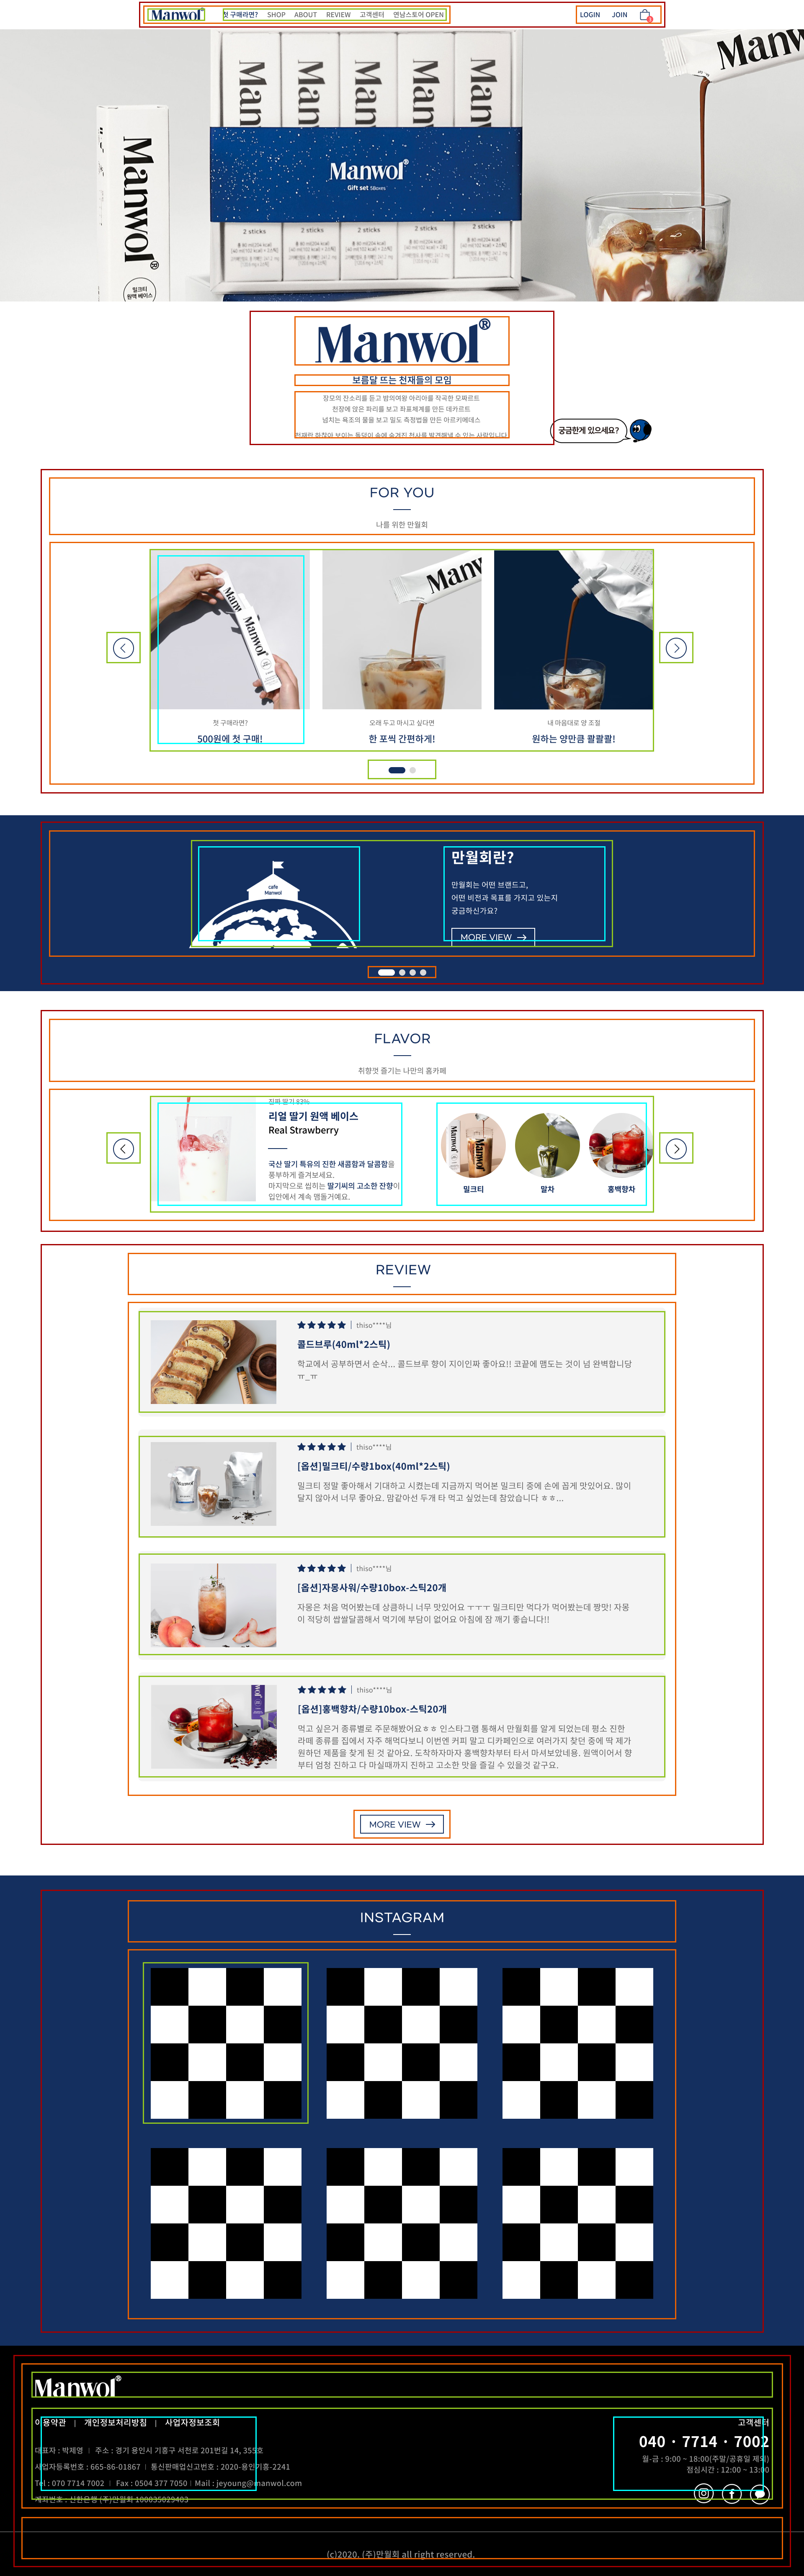 Manwol®
첫 구매라면? SHOP ABOUT REVIEW 고객센터 연남스토어 OPEN
LOGIN JOIN
Manwol
밀크티
원액 베이스
Manwol®
Gift set 5Boxes
2 sticks
2 sticks
2 sticks
2 sticks
2 sticks
Manwol®
보름달 뜨는 천재들의 모임
장모의 잔소리를 듣고 밤의여왕 아리아를 작곡한 모짜르트
천장에 앉은 파리를 보고 좌표체계를 만든 데카르트
넘치는 욕조의 물을 보고 밀도 측정법을 만든 아르키메데스
궁금한게 있으세요?
FOR YOU
나를 위한 만월회
첫 구매라면?
500원에 첫 구매!
오래 두고 마시고 싶다면
한 포씩 간편하게!
내 마음대로 양 조절
원하는 양만큼 콸콸콸!
cafe
Manwol
만월회란?
만월회는 어떤 브랜드고,
어떤 비전과 목표를 가지고 있는지
궁금하신가요?
MORE VIEW →
FLAVOR
취향껏 즐기는 나만의 홈카페
진짜 딸기 83%
리얼 딸기 원액 베이스
Real Strawberry
국산 딸기 특유의 진한 새콤함과 달콤함을
풍부하게 즐겨보세요.
마지막으로 씹히는 딸기씨의 고소한 잔향이
입안에서 계속 맴돌거예요.
밀크티
말차
홍백향차
REVIEW
thiso****님
콜드브루(40ml*2스틱)
학교에서 공부하면서 순삭... 콜드브루 향이 지이인짜 좋아요!! 코끝에 맴도는 것이 넘 완벽합니당
ㅠ_ㅠ
thiso****님
[옵션]밀크티/수량1box(40ml*2스틱)
밀크티 정말 좋아해서 기대하고 시켰는데 지금까지 먹어본 밀크티 중에 손에 꼽게 맛있어요. 많이
달지 않아서 너무 좋아요. 맘같아선 두개 타 먹고 싶었는데 참았습니다 ㅎㅎ...
thiso****님
[옵션]자몽사워/수량10box-스틱20개
자몽은 처음 먹어봤는데 상큼하니 너무 맛있어요 ㅜㅜㅜ 밀크티만 먹다가 먹어봤는데 짱맛! 자몽
이 적당히 쌉쌀달콤해서 먹기에 부담이 없어요 아침에 잠 깨기 좋습니다!!
thiso****님
[옵션]홍백향차/수량10box-스틱20개
먹고 싶은거 종류별로 주문해봤어요ㅎㅎ 인스타그램 통해서 만월회를 알게 되었는데 평소 진한
라떼 종류를 집에서 자주 해먹다보니 이번엔 커피 말고 디카페인으로 여러가지 찾던 중에 딱 제가
원하던 제품을 찾게 된 것 같아요. 도착하자마자 홍백향차부터 타서 마셔보았네용. 원액이어서 향
부터 엄청 진하고 다 마실때까지 진하고 고소한 맛을 즐길 수 있을것 같구요.
MORE VIEW →
INSTAGRAM
Manwol®
이용약관 | 개인정보처리방침 | 사업자정보조회
대표자 : 박제영 | 주소 : 경기 용인시 기흥구 서천로 201번길 14, 355호
사업자등록번호 : 665-86-01867 | 통신판매업신고번호 : 2020-용인기흥-2241
Tel : 070 7714 7002 | Fax : 0504 377 7050 | Mail : jeyoung@manwol.com
계좌번호 : 신한은행 (주)만월회 100035029403
고객센터
040 · 7714 · 7002
월-금 : 9:00 ~ 18:00(주말/공휴일 제외)
점심시간 : 12:00 ~ 13:00
(c)2020. (주)만월회 all right reserved.